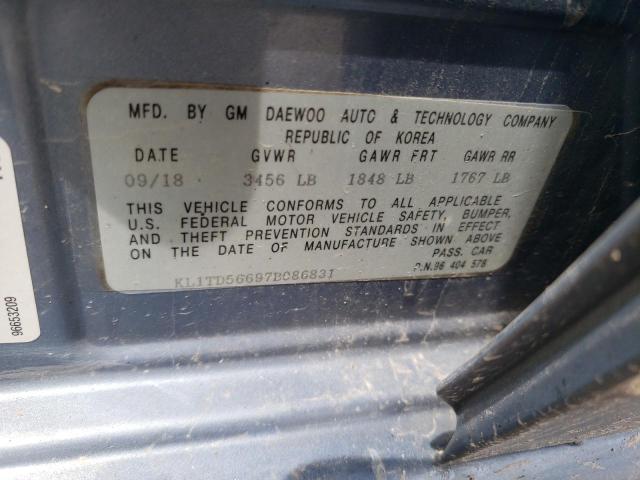 MFD. BY GM DAEWOO AUTO & TECHNOLOGY COMPANY
REPUBLIC OF KOREA
DATE GVWR GAWR FRT GAWR RR
09/18 3456 LB 1848 LB 1767 LB
THIS VEHICLE CONFORMS TO ALL APPLICABLE
U.S. FEDERAL MOTOR VEHICLE SAFETY, BUMPER,
AND THEFT PREVENTION STANDARDS IN EFFECT
ON THE DATE OF MANUFACTURE SHOWN ABOVE
PASS. CAR
P.N.96 404 578
KL1TD56697B086831
96653209